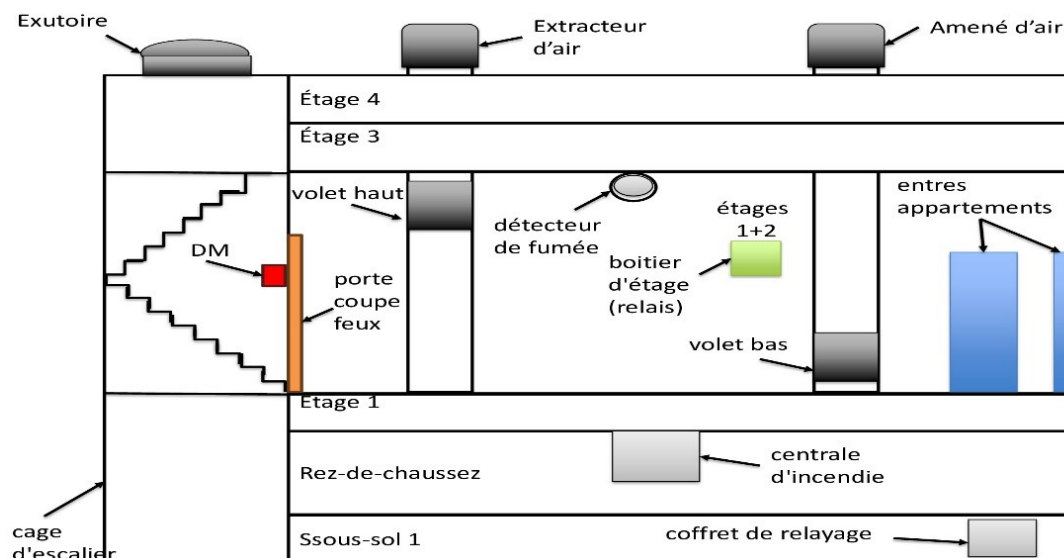 Exutoire
Extracteur
d'air
Amené d'air
Étage 4
Étage 3
volet haut
détecteur
de fumée
étages
1+2
entres
appartements
DM
porte
coupe
feux
boitier
d'étage
(relais)
volet bas
Étage 1
Rez-de-chaussez
centrale
d'incendie
cage
d'escalier
Ssous-sol 1
coffret de relayage